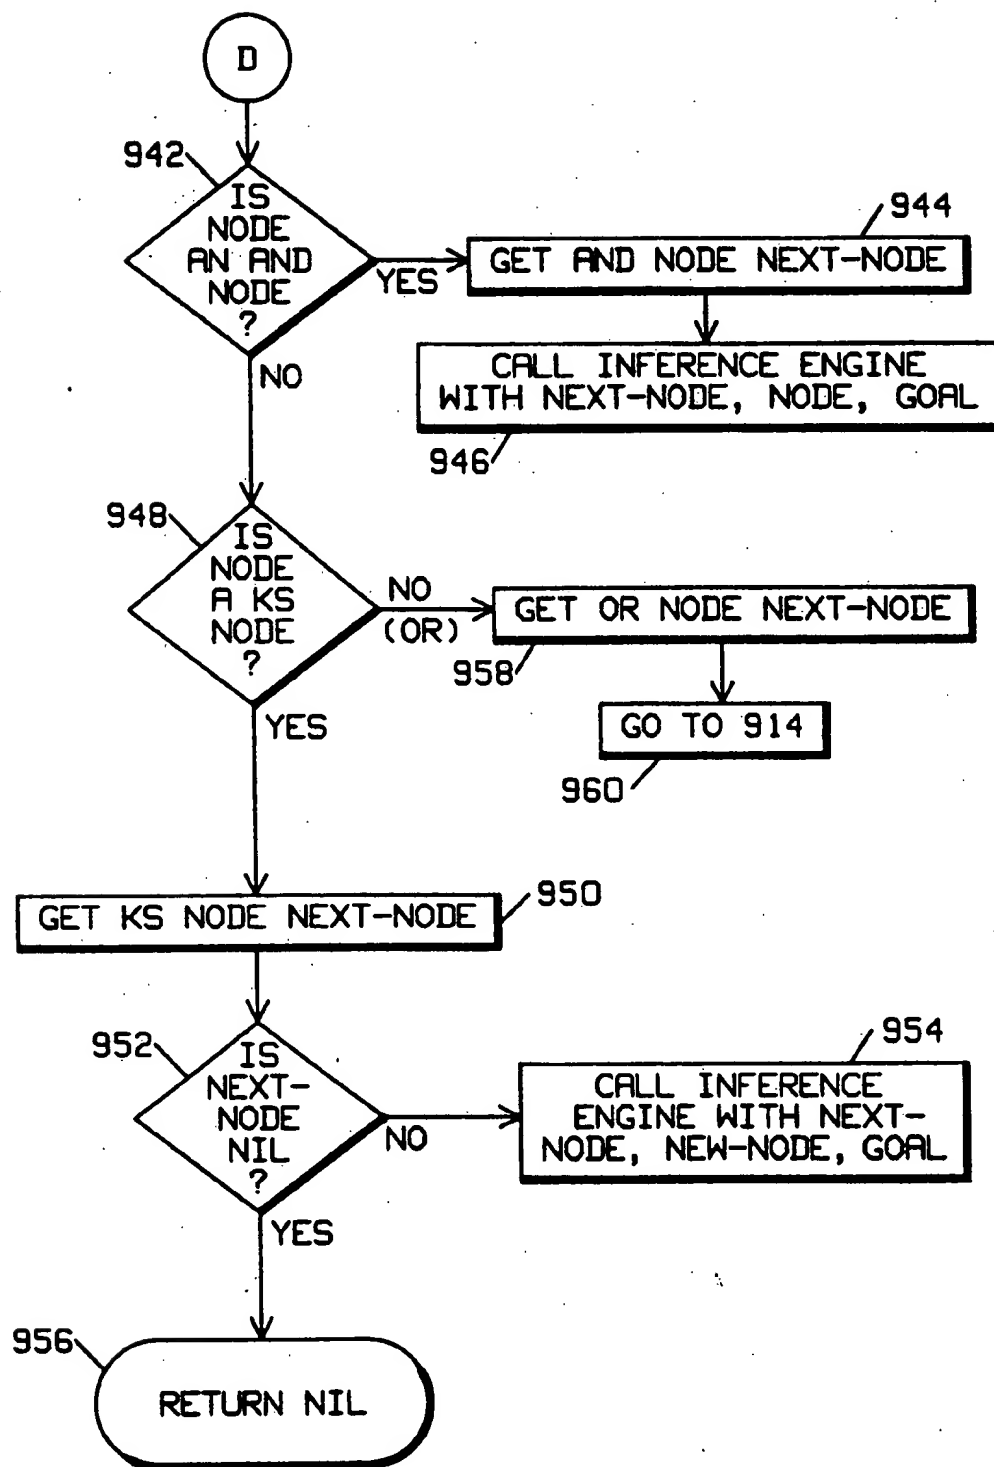 D
942
IS
NODE
AN AND
NODE
?
YES
NO
944
GET AND NODE NEXT-NODE
CALL INFERENCE ENGINE
WITH NEXT-NODE, NODE, GOAL
946
948
IS
NODE
A KS
NODE
?
NO
(OR)
YES
GET OR NODE NEXT-NODE
958
GO TO 914
960
GET KS NODE NEXT-NODE
950
952
IS
NEXT-
NODE
NIL
?
NO
YES
954
CALL INFERENCE
ENGINE WITH NEXT-
NODE, NEW-NODE, GOAL
956
RETURN NIL